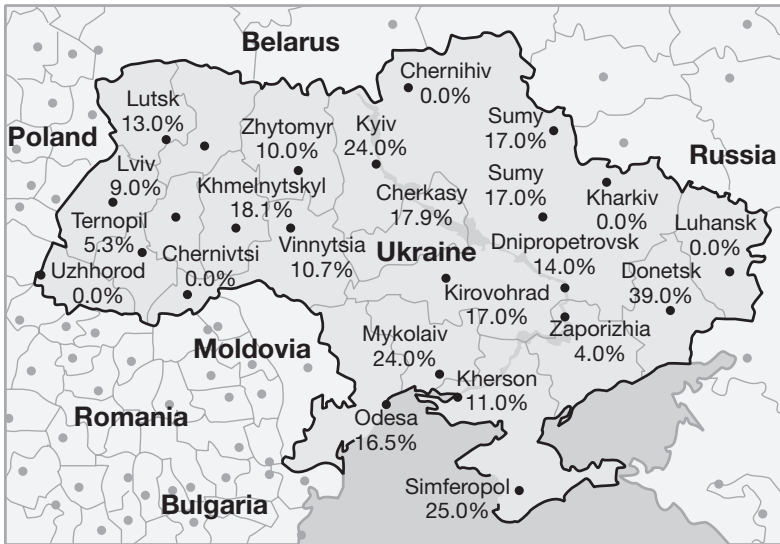 Belarus
Chernihiv
0.0%
Lutsk
13.0%
Zhytomyr
10.0%
Kyiv
24.0%
Sumy
17.0%
Poland
Russia
Lviv
9.0%
Khmelnytskyl
18.1%
Cherkasy
17.9%
Sumy
17.0%
Kharkiv
0.0%
Ternopil
5.3%
Luhansk
0.0%
Chernivtsi
0.0%
Vinnytsia
10.7%
Ukraine
Dnipropetrovsk
14.0%
Uzhhorod
0.0%
Donetsk
39.0%
Kirovohrad
17.0%
Zaporizhia
4.0%
Moldovia
Mykolaiv
24.0%
Kherson
11.0%
Romania
Odesa
16.5%
Bulgaria
Simferopol
25.0%